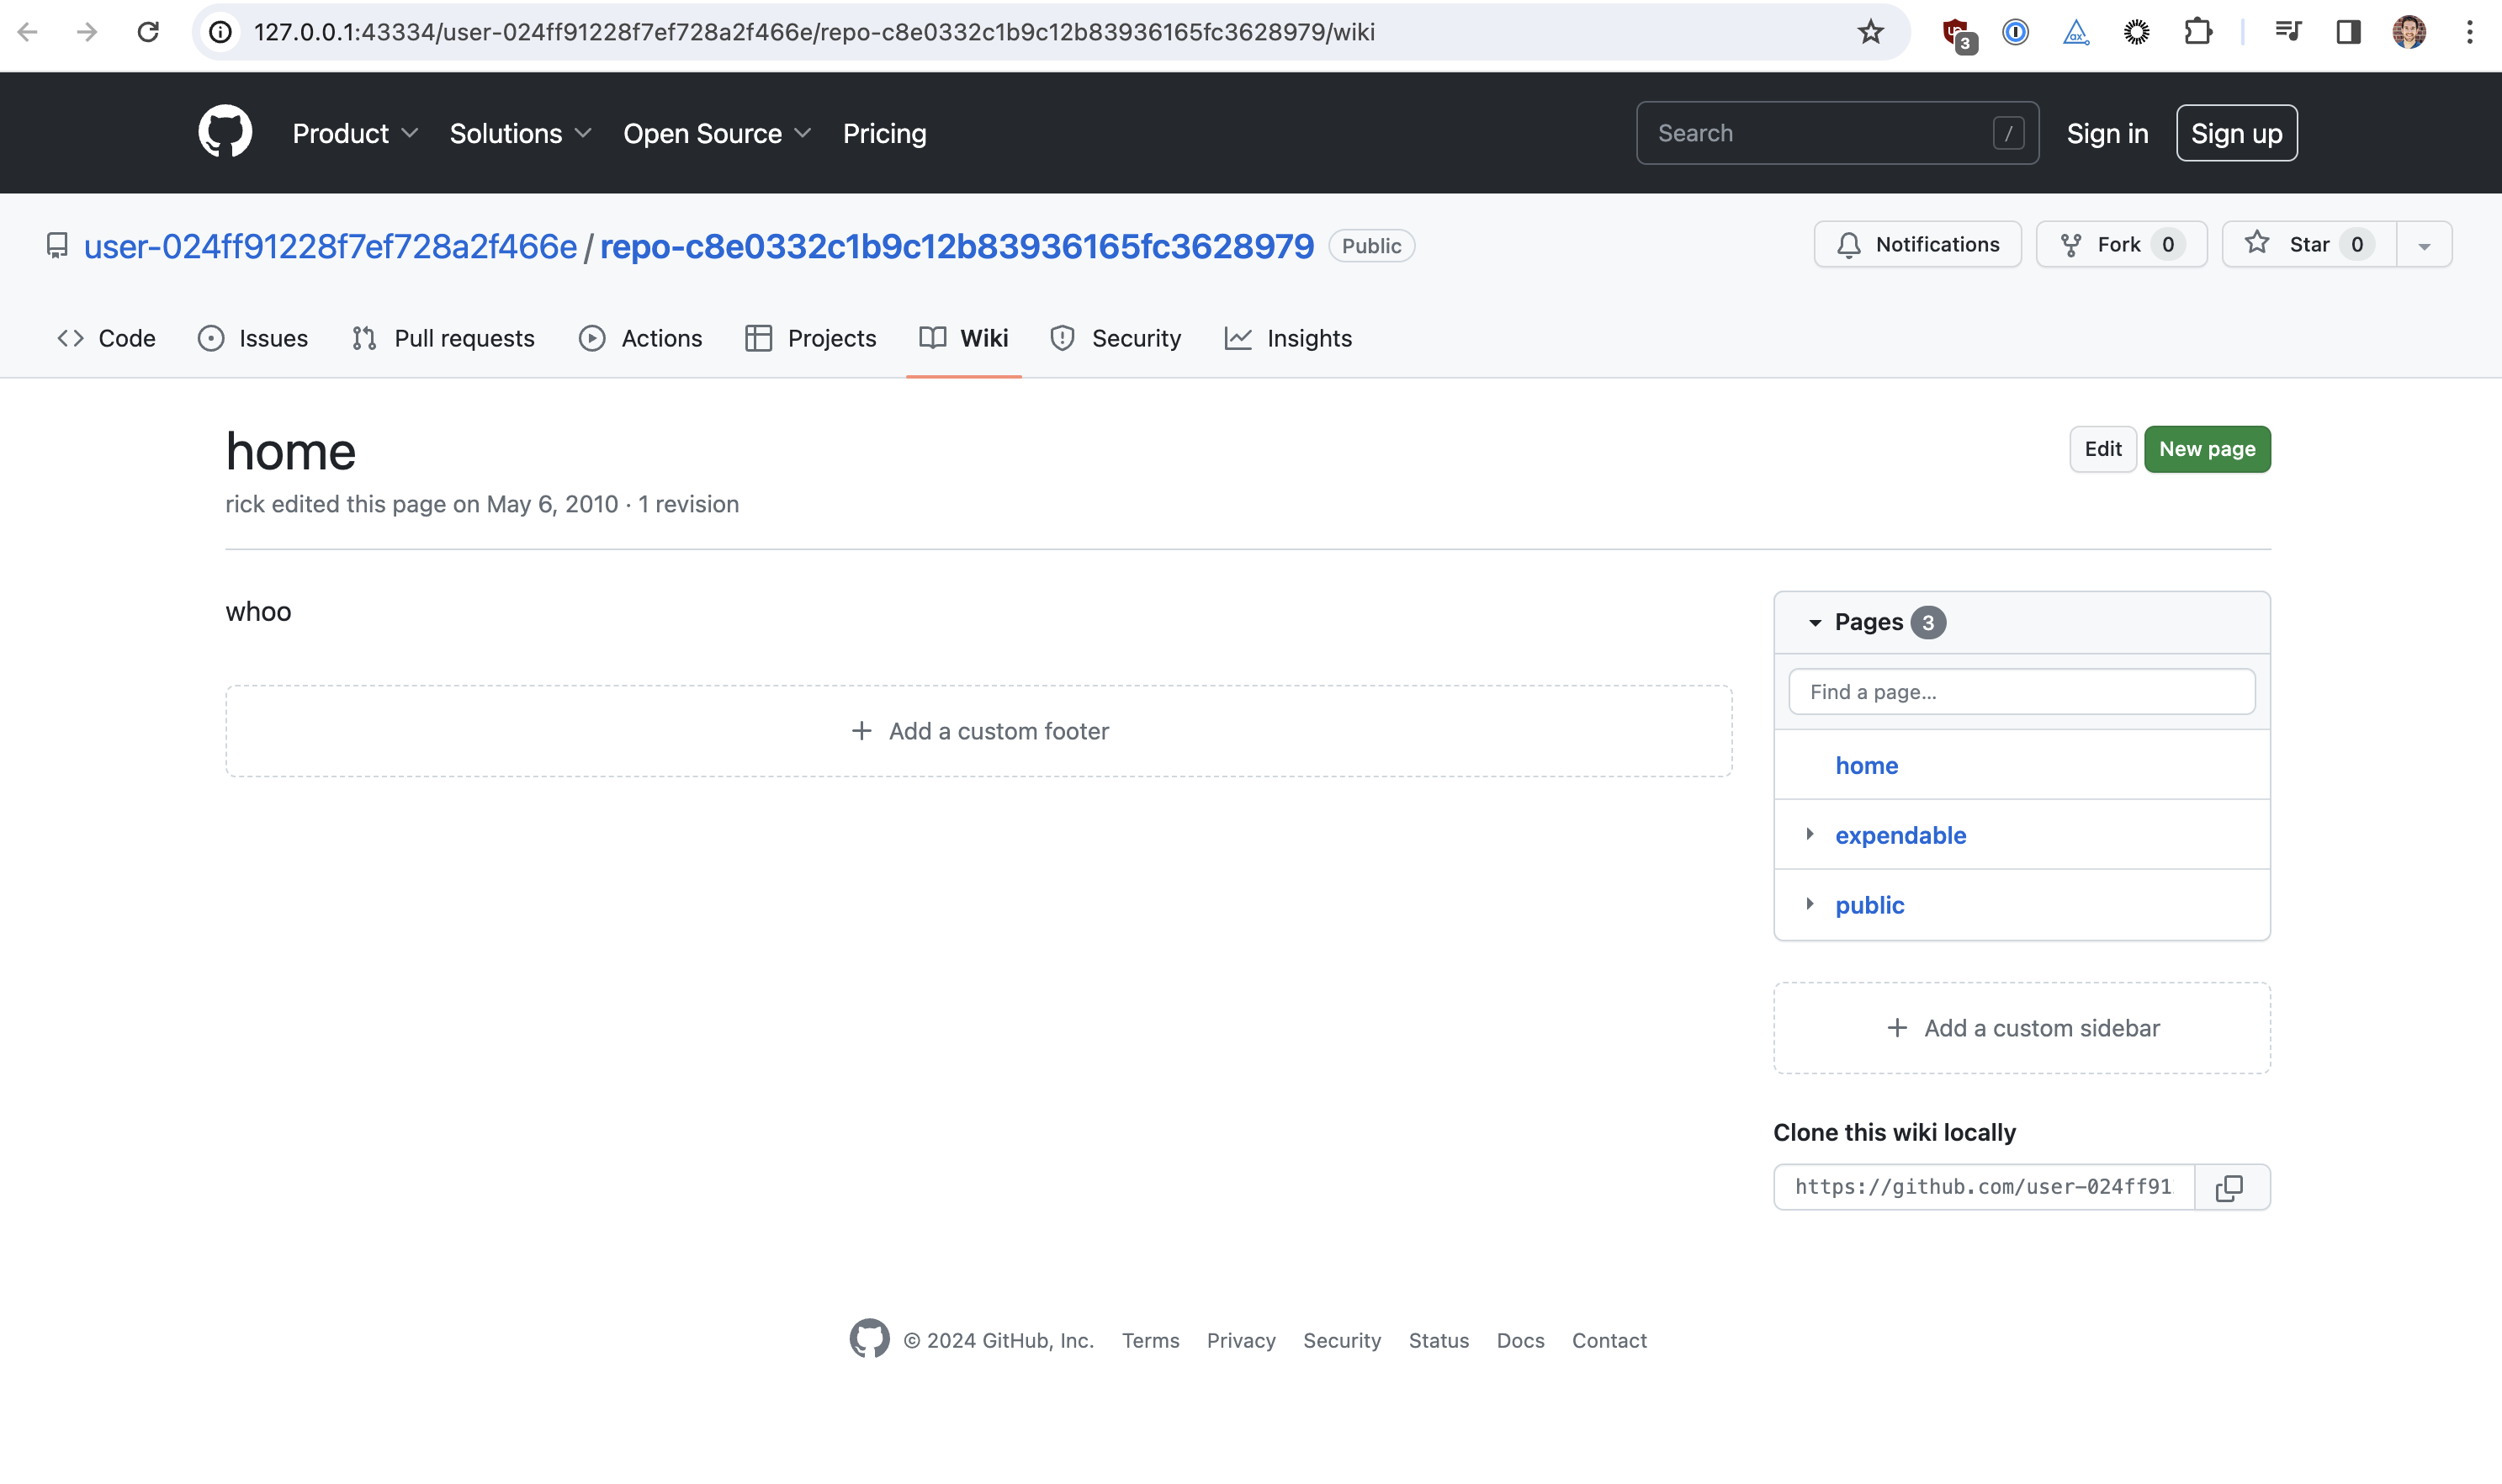 127.0.0.1:43334/user-024ff91228f7ef728a2f466e/repo-c8e0332c1b9c12b83936165fc3628979/wiki
3
Product Solutions Open Source Pricing Search / Sign in Sign up
user-024ff91228f7ef728a2f466e / repo-c8e0332c1b9c12b83936165fc3628979 Public Notifications Fork 0 Star 0
Code Issues Pull requests Actions Projects Wiki Security Insights
home
Edit New page
rick edited this page on May 6, 2010 · 1 revision
whoo
Add a custom footer
Pages 3
Find a page...
home
expendable
public
Add a custom sidebar
Clone this wiki locally
https://github.com/user-024ff91
© 2024 GitHub, Inc. Terms Privacy Security Status Docs Contact